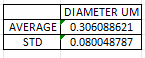 DIAMETER UM
AVERAGE 0.306088621
STD 0.080048787